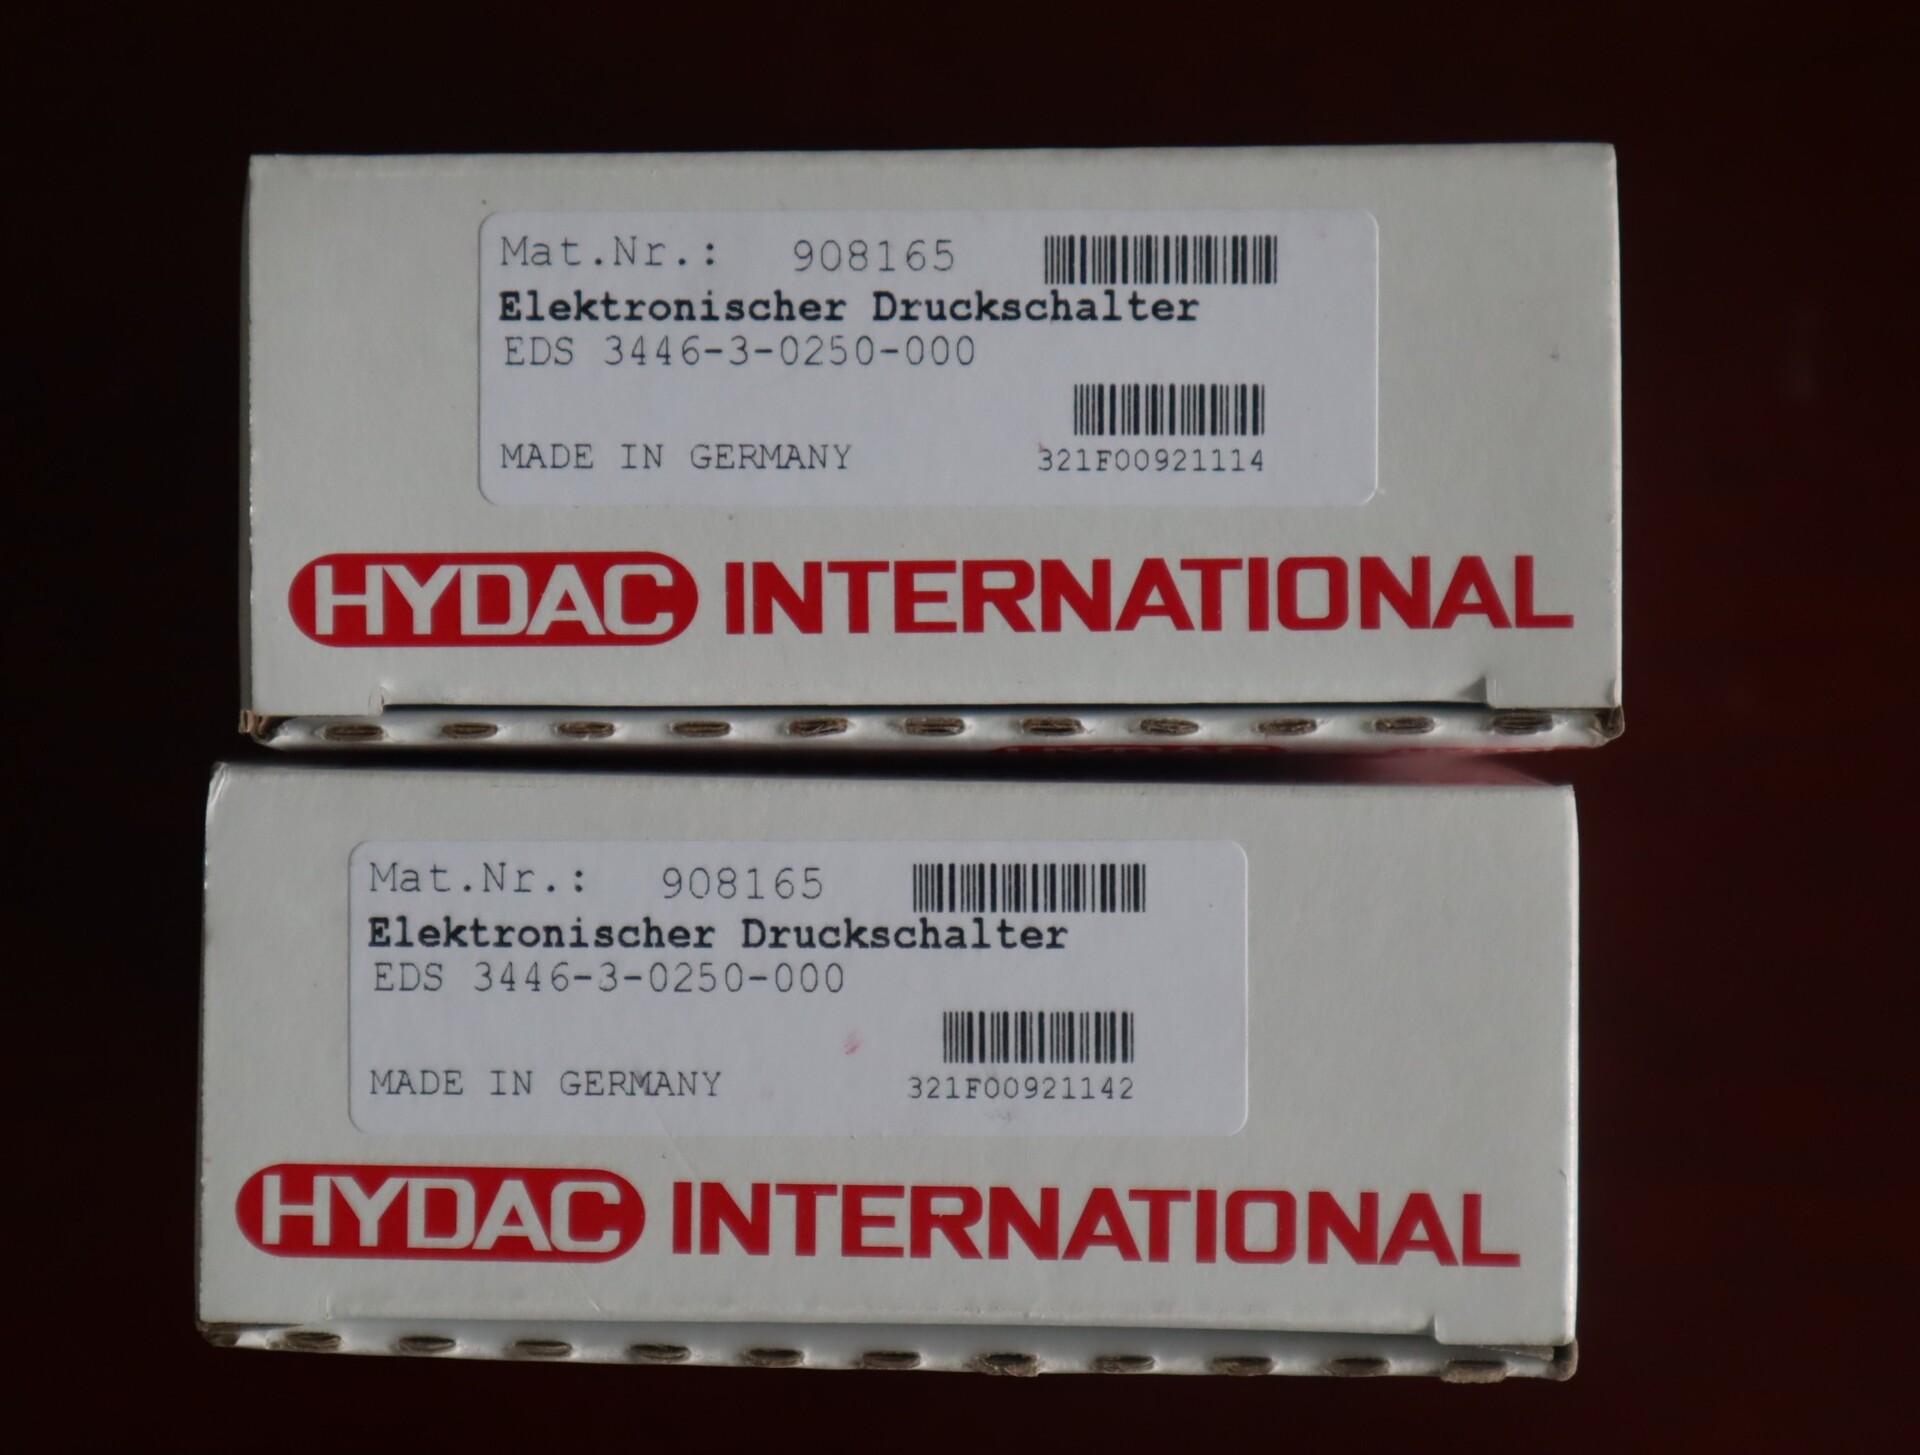 Mat.Nr.: 908165
Elektronischer Druckschalter
EDS 3446-3-0250-000
MADE IN GERMANY 321F00921114
HYDAC INTERNATIONAL
Mat.Nr.: 908165
Elektronischer Druckschalter
EDS 3446-3-0250-000
MADE IN GERMANY 321F00921142
HYDAC INTERNATIONAL